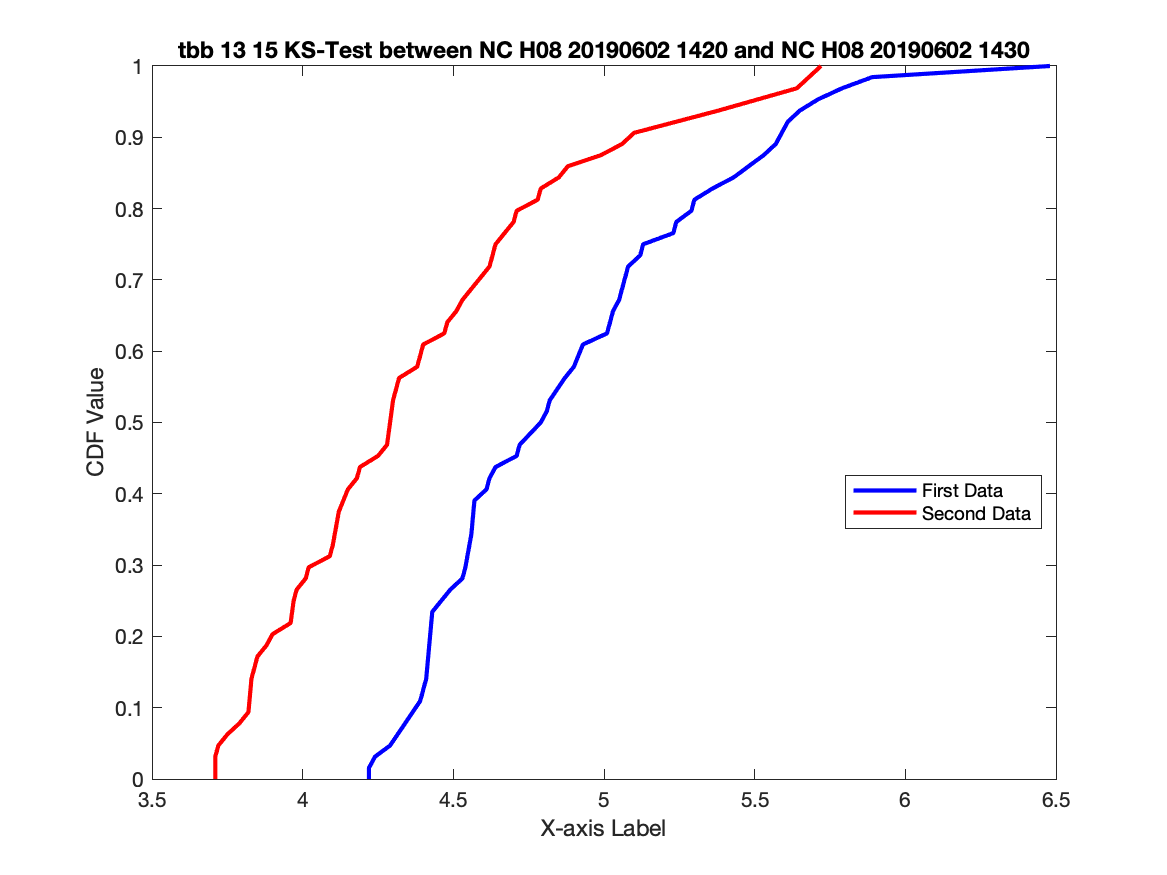 tbb 13 15 KS-Test between NC H08 20190602 1420 and NC H08 20190602 1430
1
0.9
0.8
0.7
0.6
0.5
0.4
0.3
0.2
0.1
0
CDF Value
First Data
Second Data
3.5 4 4.5 5 5.5 6 6.5
X-axis Label